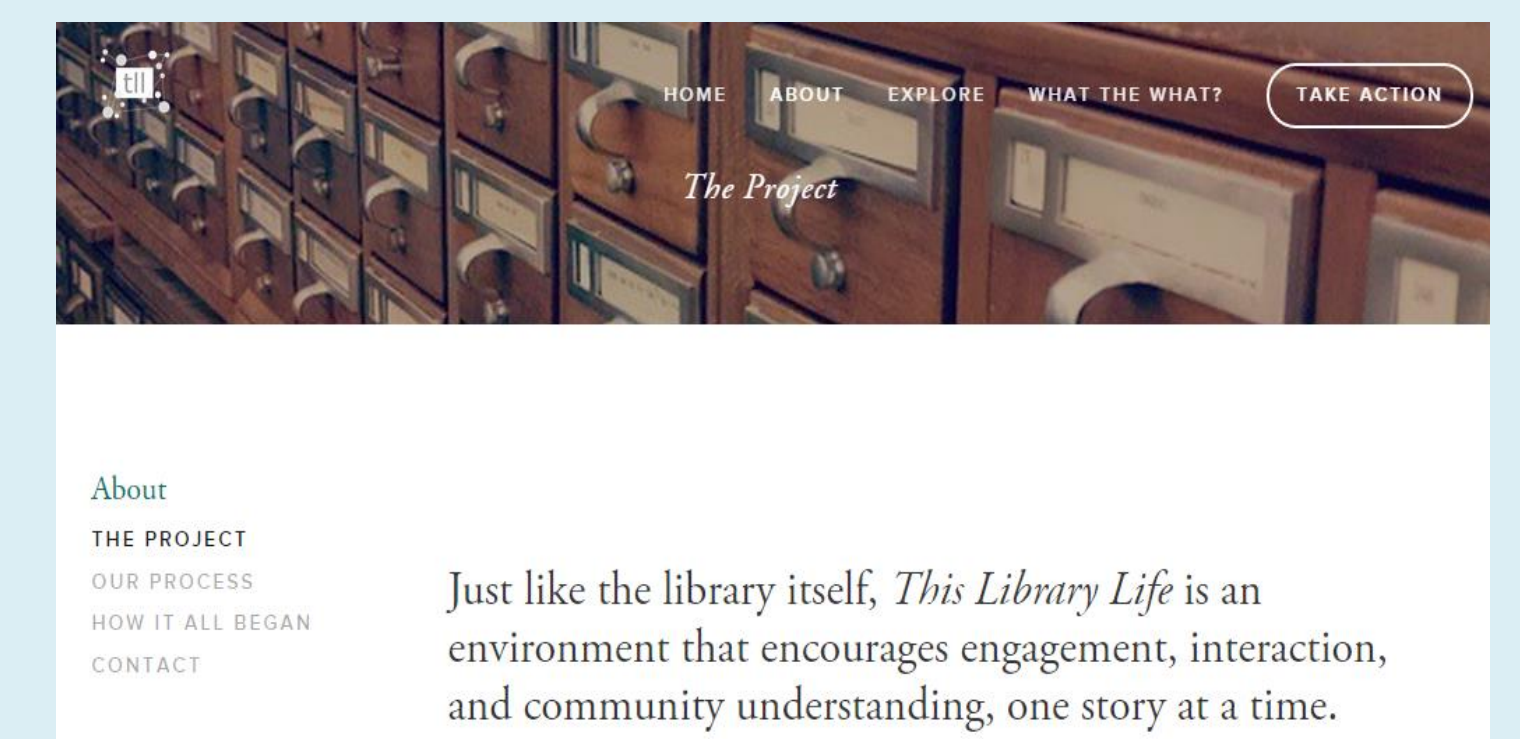 tll
HOME ABOUT EXPLORE WHAT THE WHAT? TAKE ACTION
The Project
About
THE PROJECT
OUR PROCESS
HOW IT ALL BEGAN
CONTACT
Just like the library itself, This Library Life is an
environment that encourages engagement, interaction,
and community understanding, one story at a time.